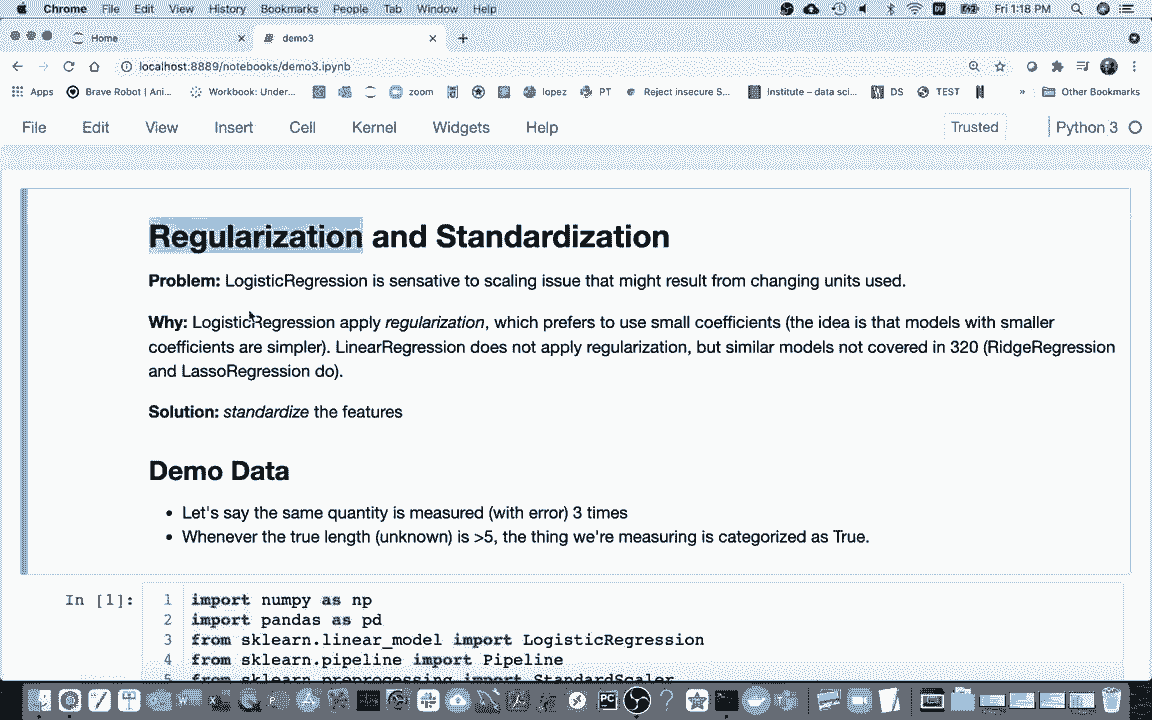 Chrome File Edit View History Bookmarks People Tab Window Help Fri 1:18 PM
Home demo3
localhost:8889/notebooks/demo3.ipynb
Apps Brave Robot | Ani... Workbook: Under... zoom lopez PT Reject insecure S... Institute – data sci... DS TEST » Other Bookmarks
File Edit View Insert Cell Kernel Widgets Help Trusted Python 3
Regularization and Standardization
Problem: LogisticRegression is sensative to scaling issue that might result from changing units used.
Why: LogisticRegression apply regularization, which prefers to use small coefficients (the idea is that models with smaller
coefficients are simpler). LinearRegression does not apply regularization, but similar models not covered in 320 (RidgeRegression
and LassoRegression do).
Solution: standardize the features
Demo Data
• Let's say the same quantity is measured (with error) 3 times
• Whenever the true length (unknown) is >5, the thing we're measuring is categorized as True.
In [1]: 1 import numpy as np
2 import pandas as pd
3 from sklearn.linear_model import LogisticRegression
4 from sklearn.pipeline import Pipeline
5 from sklearn.preprocessing import StandardScaler